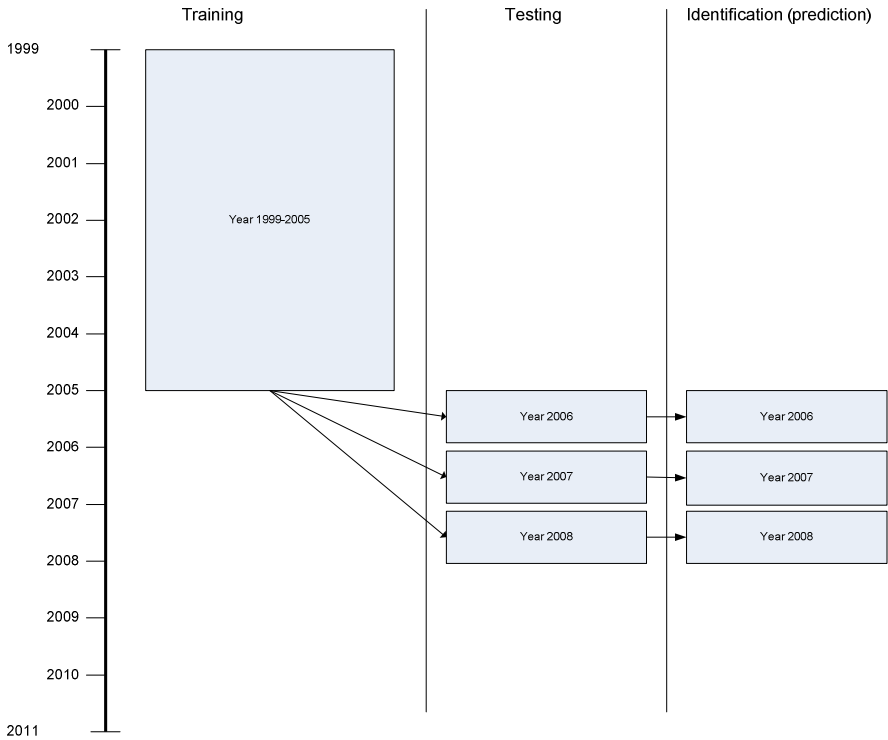 Training
Testing
Identification (prediction)
1999
2000
2001
2002
2003
2004
2005
2006
2007
2008
2009
2010
2011
Year 1999-2005
Year 2006
Year 2006
Year 2007
Year 2007
Year 2008
Year 2008